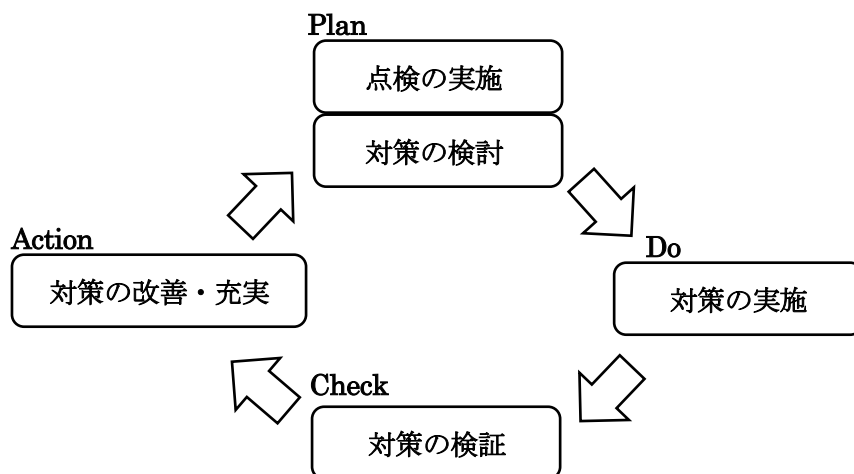 Plan
点検の実施
対策の検討
Do
対策の実施
Check
対策の検証
Action
対策の改善・充実